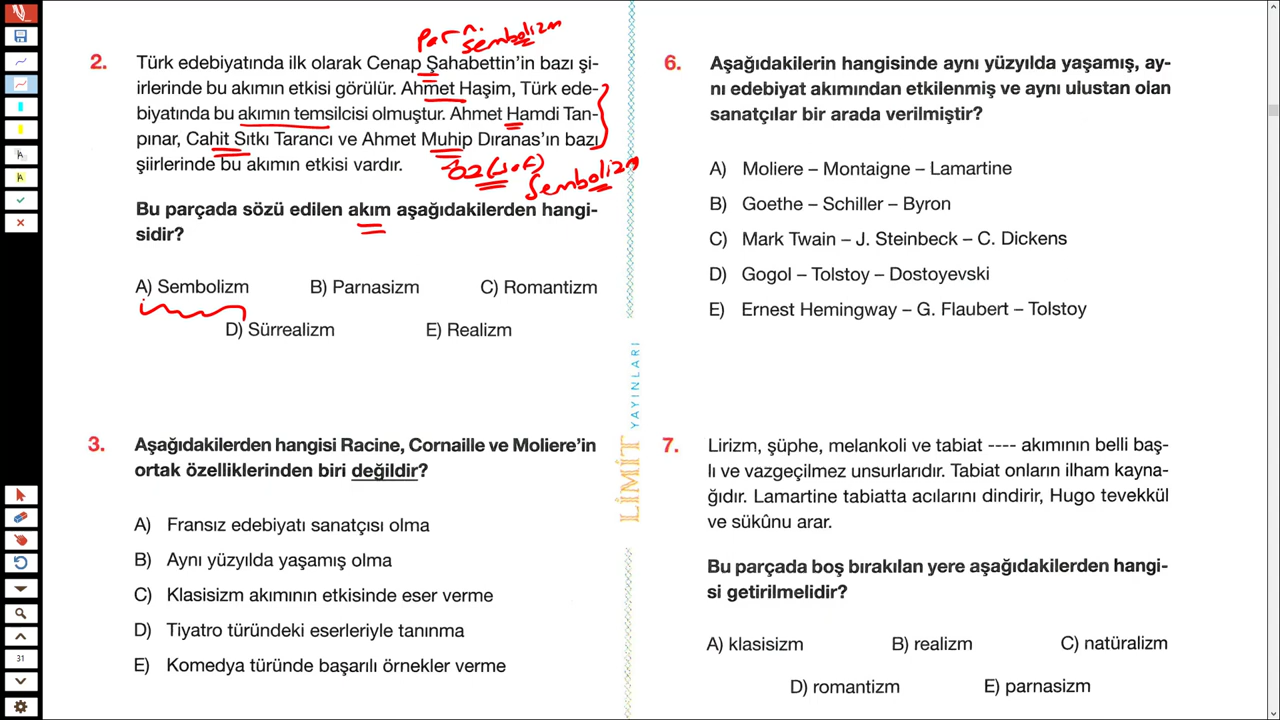 Parn.
sembolizm
2. Türk edebiyatında ilk olarak Cenap Şahabettin’in bazı şi-
irlerinde bu akımın etkisi görülür. Ahmet Haşim, Türk ede-
biyatında bu akımın temsilcisi olmuştur. Ahmet Hamdi Tan-
pınar, Cahit Sıtkı Tarancı ve Ahmet Muhip Dıranas’ın bazı
şiirlerinde bu akımın etkisi vardır.
Sembolizm
Bu parçada sözü edilen akım aşağıdakilerden hangi-
sidir?
A) Sembolizm B) Parnasizm C) Romantizm
D) Sürrealizm E) Realizm
3. Aşağıdakilerden hangisi Racine, Cornaille ve Moliere’in
ortak özelliklerinden biri değildir?
A) Fransız edebiyatı sanatçısı olma
B) Aynı yüzyılda yaşamış olma
C) Klasisizm akımının etkisinde eser verme
D) Tiyatro türündeki eserleriyle tanınma
E) Komedya türünde başarılı örnekler verme
LİMİT YAYINLARI
6. Aşağıdakilerin hangisinde aynı yüzyılda yaşamış, ay-
nı edebiyat akımından etkilenmiş ve aynı ulustan olan
sanatçılar bir arada verilmiştir?
A) Moliere – Montaigne – Lamartine
B) Goethe – Schiller – Byron
C) Mark Twain – J. Steinbeck – C. Dickens
D) Gogol – Tolstoy – Dostoyevski
E) Ernest Hemingway – G. Flaubert – Tolstoy
7. Lirizm, şüphe, melankoli ve tabiat ---- akımının belli baş-
lı ve vazgeçilmez unsurlarıdır. Tabiat onların ilham kayna-
ğıdır. Lamartine tabiatta acılarını dindirir, Hugo tevekkül
ve sükûnu arar.
Bu parçada boş bırakılan yere aşağıdakilerden hangi-
si getirilmelidir?
A) klasisizm B) realizm C) natüralizm
D) romantizm E) parnasizm
31